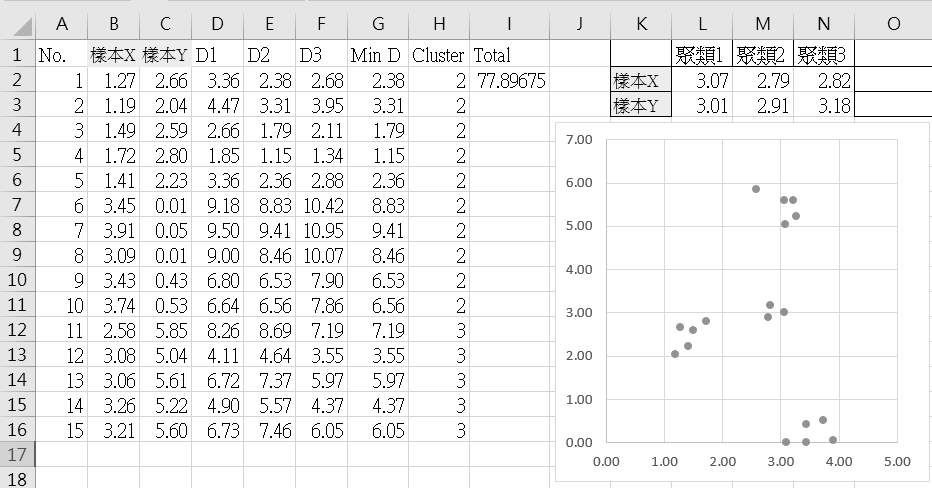 A B C D E F G H I J K L M N O
1 No. 樣本X 樣本Y D1 D2 D3 Min D Cluster Total 聚類1 聚類2 聚類3
2 1 1.27 2.66 3.36 2.38 2.68 2.38 2 77.89675 樣本X 3.07 2.79 2.82
3 2 1.19 2.04 4.47 3.31 3.95 3.31 2 樣本Y 3.01 2.91 3.18
4 3 1.49 2.59 2.66 1.79 2.11 1.79 2
5 4 1.72 2.80 1.85 1.15 1.34 1.15 2
6 5 1.41 2.23 3.36 2.36 2.88 2.36 2
7 6 3.45 0.01 9.18 8.83 10.42 8.83 2
8 7 3.91 0.05 9.50 9.41 10.95 9.41 2
9 8 3.09 0.01 9.00 8.46 10.07 8.46 2
10 9 3.43 0.43 6.80 6.53 7.90 6.53 2
11 10 3.74 0.53 6.64 6.56 7.86 6.56 2
12 11 2.58 5.85 8.26 8.69 7.19 7.19 3
13 12 3.08 5.04 4.11 4.64 3.55 3.55 3
14 13 3.06 5.61 6.72 7.37 5.97 5.97 3
15 14 3.26 5.22 4.90 5.57 4.37 4.37 3
16 15 3.21 5.60 6.73 7.46 6.05 6.05 3
17
18
7.00
6.00
5.00
4.00
3.00
2.00
1.00
0.00
0.00 1.00 2.00 3.00 4.00 5.00